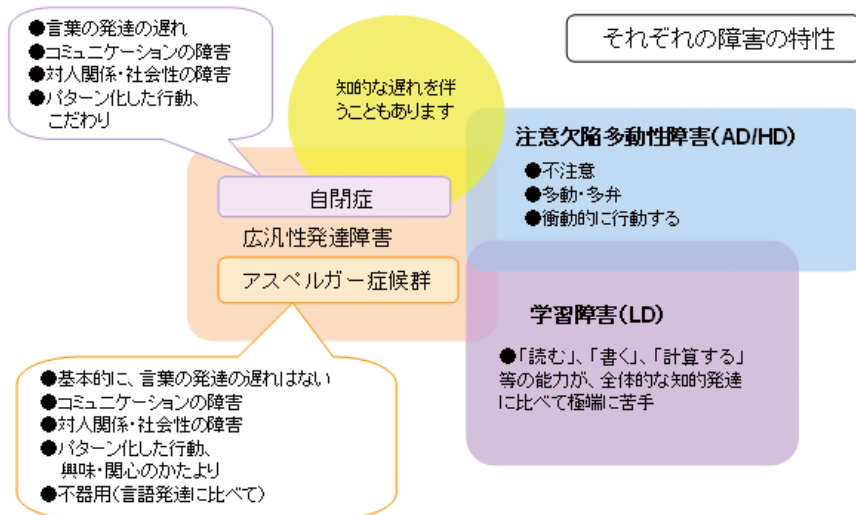 それぞれの障害の特性
●言葉の発達の遅れ
●コミュニケーションの障害
●対人関係・社会性の障害
●パターン化した行動、
こだわり
知的な遅れを伴
うこともあります
自閉症
広汎性発達障害
アスペルガー症候群
●基本的に、言葉の発達の遅れはない
●コミュニケーションの障害
●対人関係・社会性の障害
●パターン化した行動、
興味・関心のかたより
●不器用(言語発達に比べて)
注意欠陥多動性障害(AD/HD)
●不注意
●多動・多弁
●衝動的に行動する
学習障害(LD)
●「読む」、「書く」、「計算する」
等の能力が、全体的な知的発達
に比べて極端に苦手